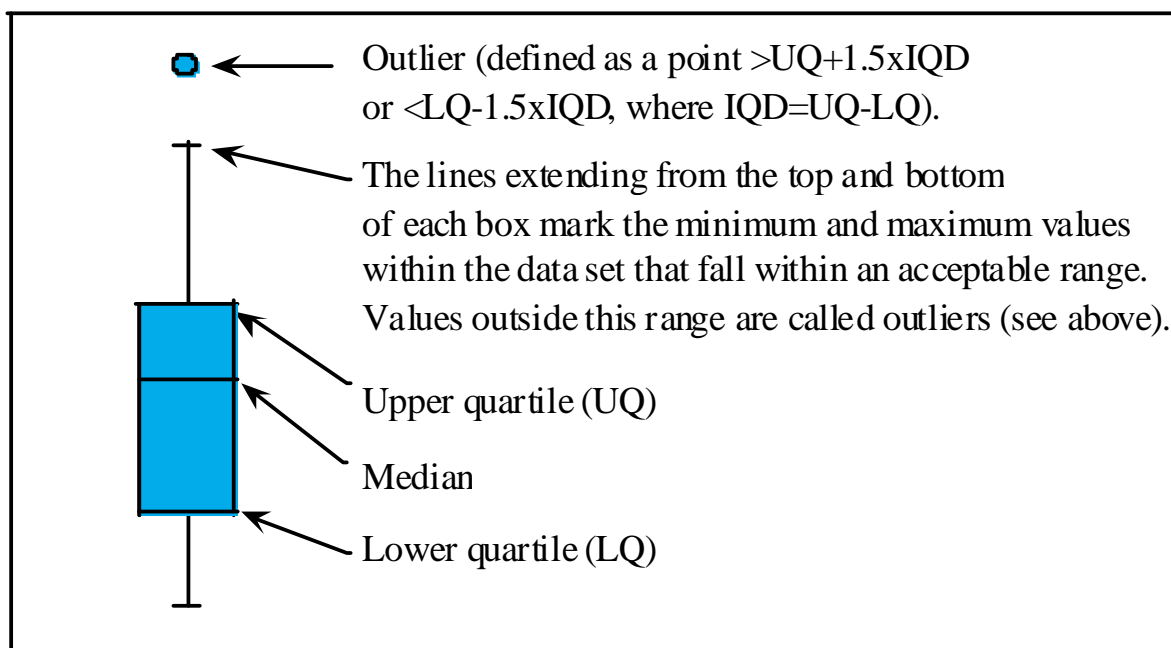 Outlier (defined as a point >UQ+1.5xIQD
or <LQ-1.5xIQD, where IQD=UQ-LQ).
The lines extending from the top and bottom
of each box mark the minimum and maximum values
within the data set that fall within an acceptable range.
Values outside this range are called outliers (see above).
Upper quartile (UQ)
Median
Lower quartile (LQ)